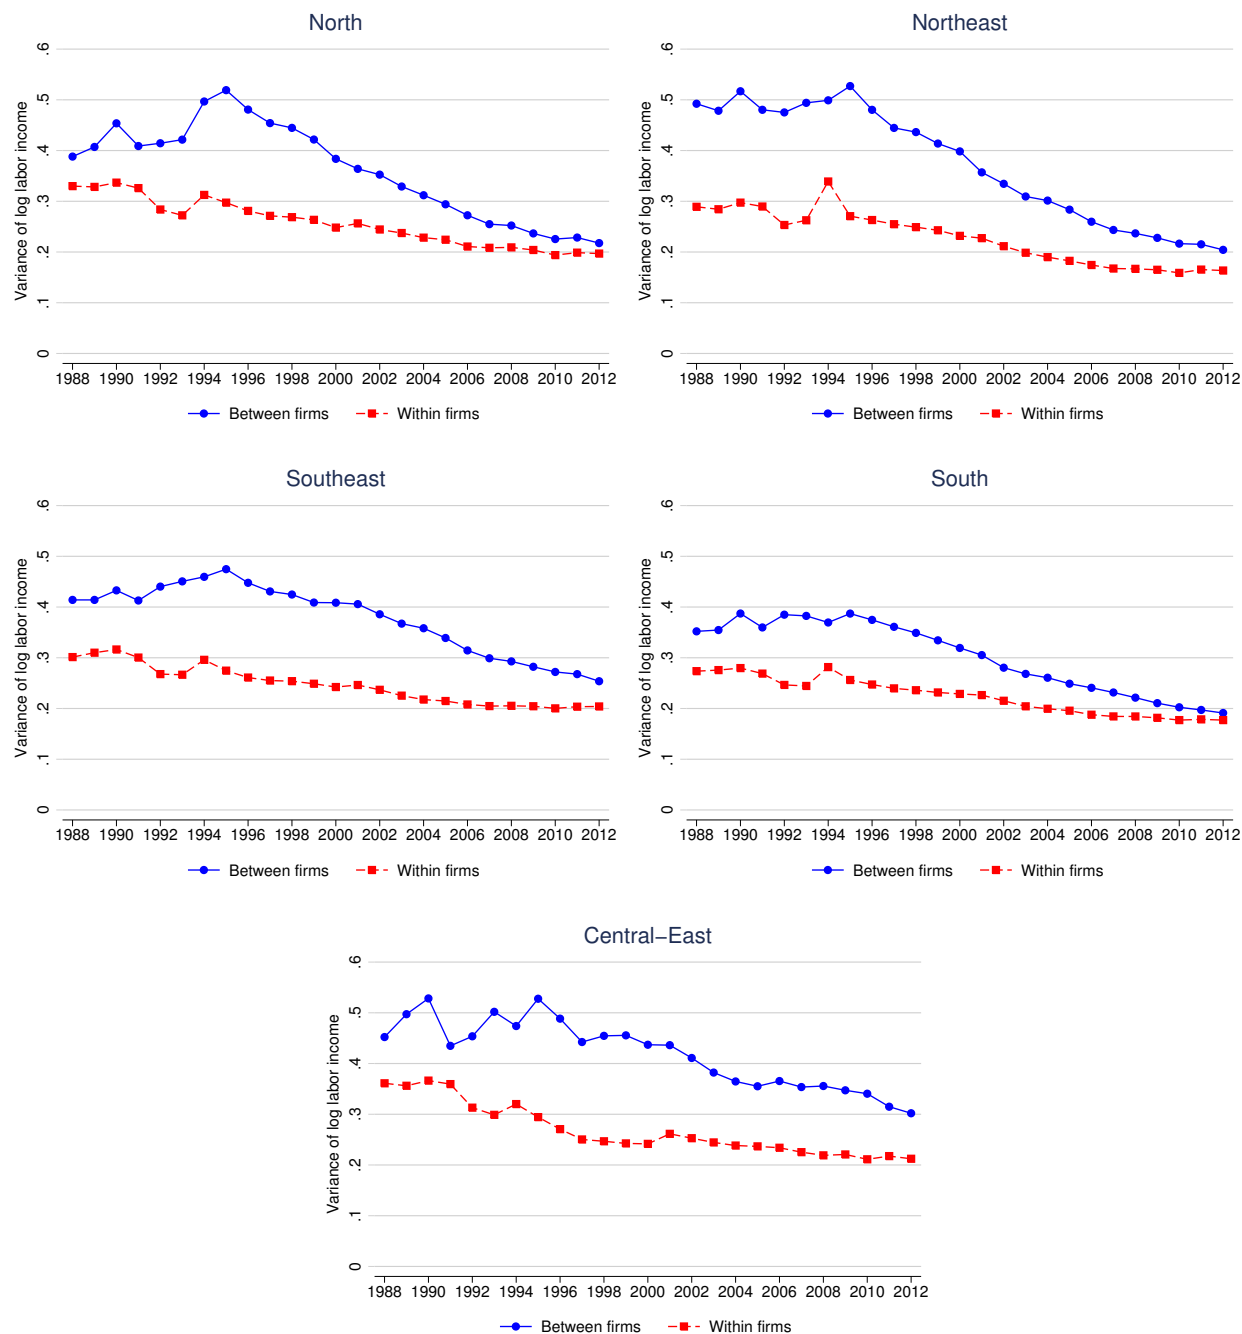 North
Variance of log labor income
.6
.5
.4
.3
.2
.1
0
1988 1990 1992 1994 1996 1998 2000 2002 2004 2006 2008 2010 2012
Between firms Within firms
Northeast
Variance of log labor income
.6
.5
.4
.3
.2
.1
0
1988 1990 1992 1994 1996 1998 2000 2002 2004 2006 2008 2010 2012
Between firms Within firms
Southeast
Variance of log labor income
.6
.5
.4
.3
.2
.1
0
1988 1990 1992 1994 1996 1998 2000 2002 2004 2006 2008 2010 2012
Between firms Within firms
South
Variance of log labor income
.6
.5
.4
.3
.2
.1
0
1988 1990 1992 1994 1996 1998 2000 2002 2004 2006 2008 2010 2012
Between firms Within firms
Central−East
Variance of log labor income
.6
.5
.4
.3
.2
.1
0
1988 1990 1992 1994 1996 1998 2000 2002 2004 2006 2008 2010 2012
Between firms Within firms